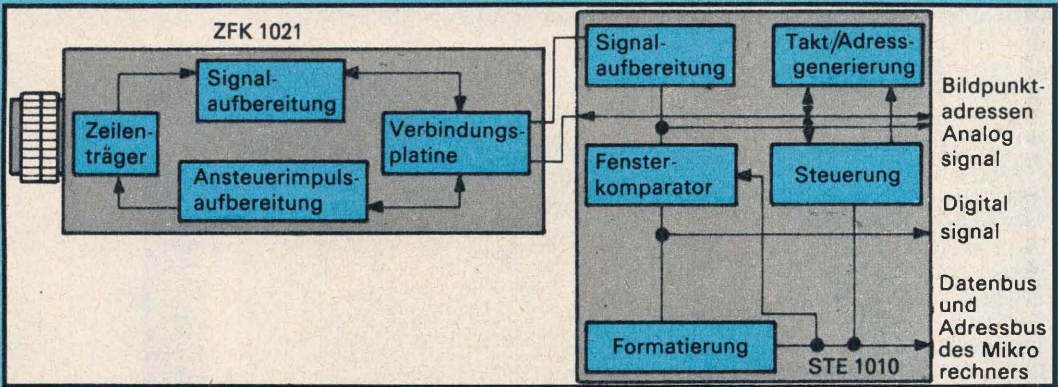 ZFK 1021
Signal-
aufbereitung
Zeilen-
träger
Verbindungs-
platine
Ansteuerimpuls-
aufbereitung
Signal-
aufbereitung
Takt/Adress-
generierung
Fenster-
komparator
Steuerung
Formatierung
STE 1010
Bildpunkt-
adressen
Analog
signal
Digital
signal
Datenbus
und
Adressbus
des Mikro
rechners